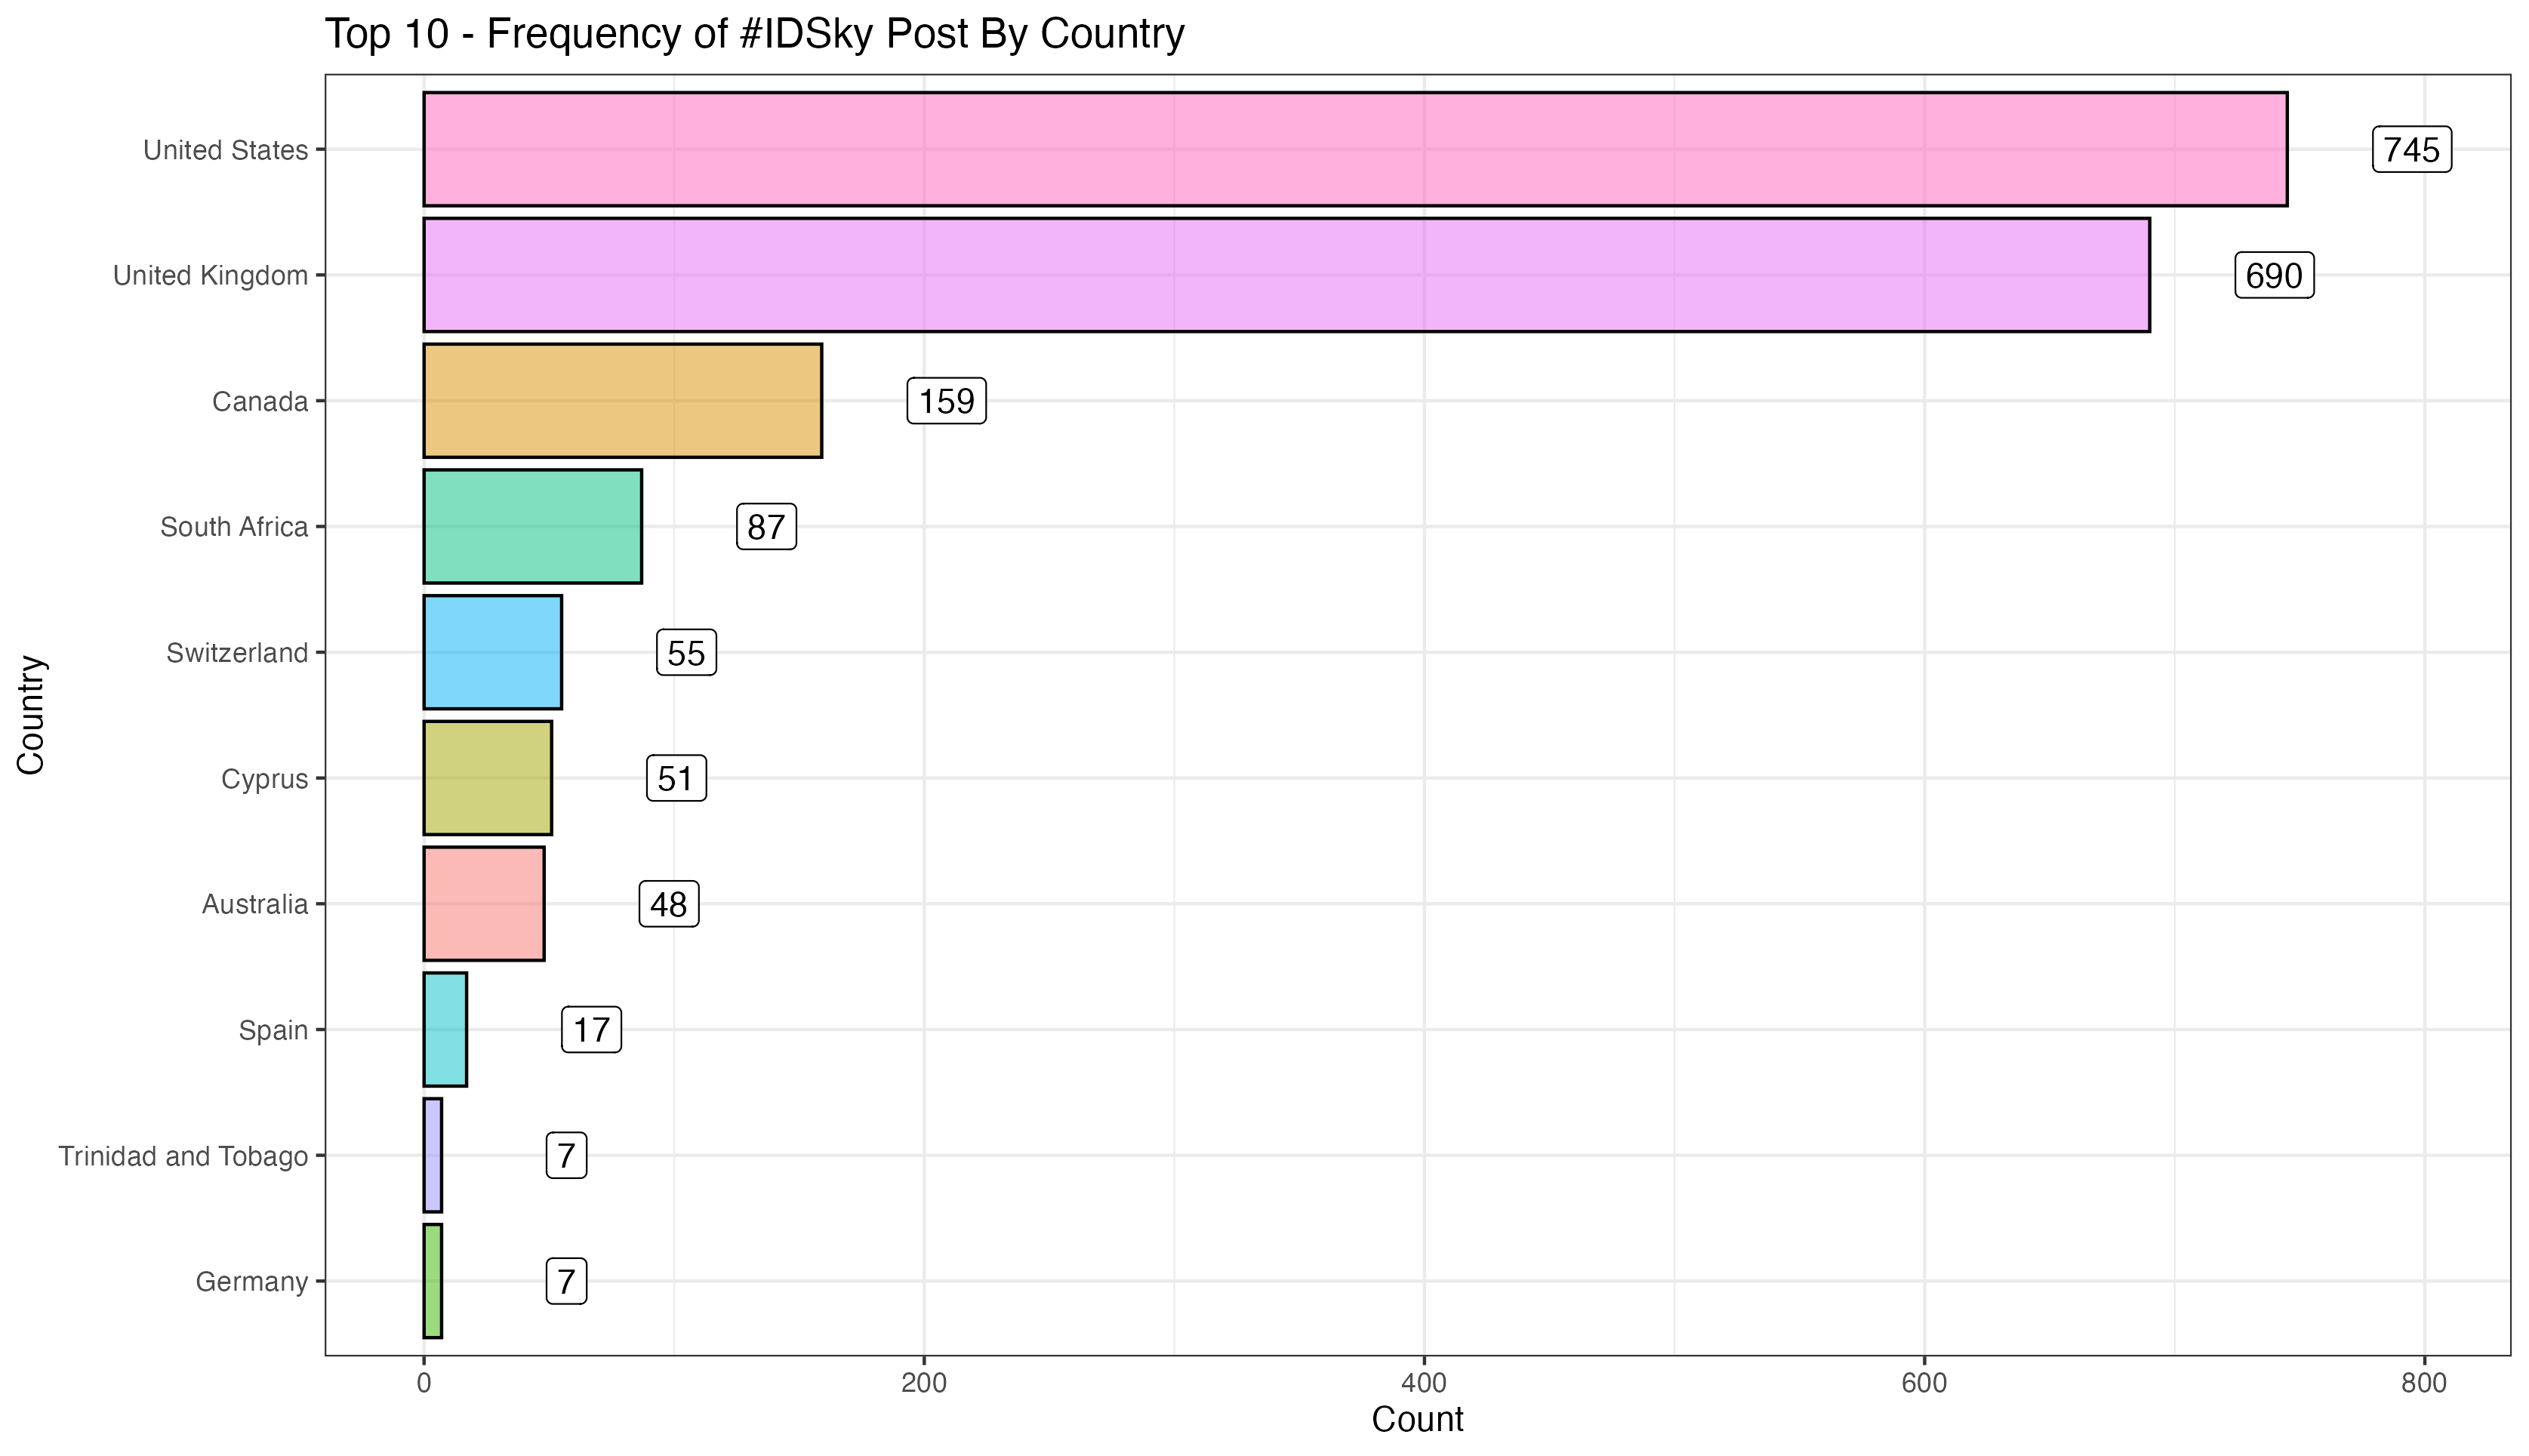 Top 10 - Frequency of #IDSky Post By Country
United States
745
United Kingdom
690
Canada
159
South Africa
87
Switzerland
55
Cyprus
51
Australia
48
Spain
17
Trinidad and Tobago
7
Germany
7
Country
0 200 400 600 800
Count